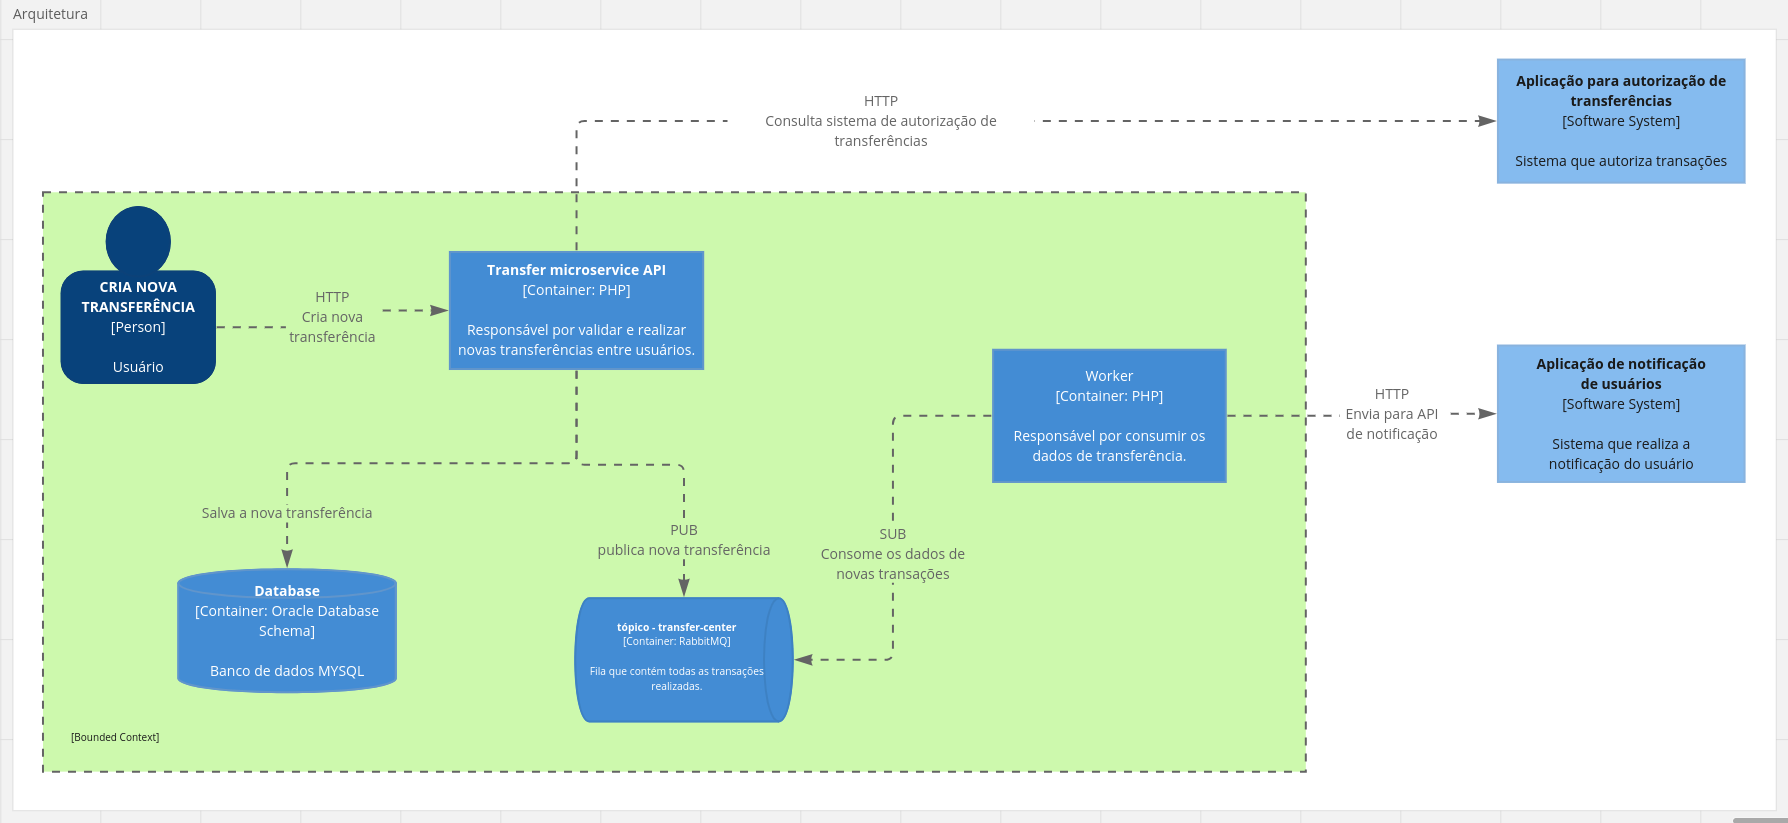 Arquitetura
HTTP
Consulta sistema de autorização de
transferências
Aplicação para autorização de
transferências
[Software System]
Sistema que autoriza transações
CRIA NOVA
TRANSFERÊNCIA
[Person]
Usuário
HTTP
Cria nova
transferência
Transfer microservice API
[Container: PHP]
Responsável por validar e realizar
novas transferências entre usuários.
Worker
[Container: PHP]
Responsável por consumir os
dados de transferência.
HTTP
Envia para API
de notificação
Aplicação de notificação
de usuários
[Software System]
Sistema que realiza a
notificação do usuário
Salva a nova transferência
PUB
publica nova transferência
SUB
Consome os dados de
novas transações
Database
[Container: Oracle Database
Schema]
Banco de dados MYSQL
tópico - transfer-center
[Container: RabbitMQ]
Fila que contém todas as transações
realizadas.
[Bounded Context]